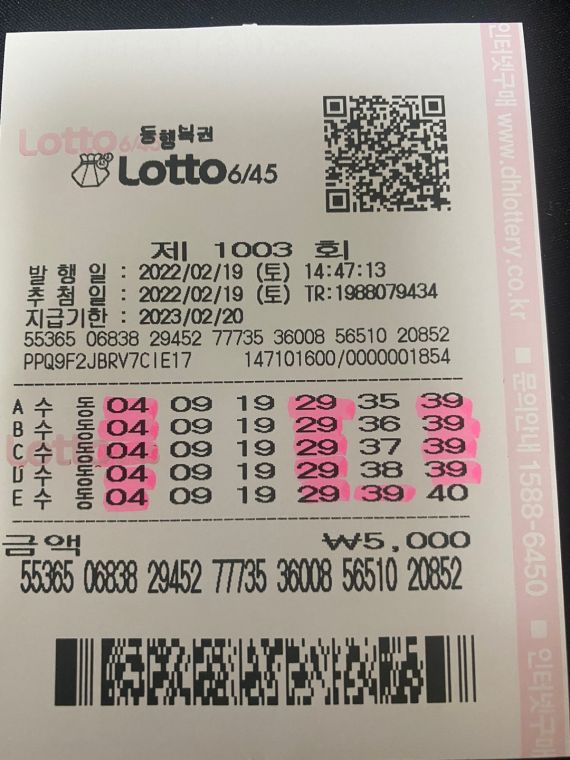 Lotto 6/45
동행복권
Lotto 6/45
제 1003 회
발 행 일 : 2022/02/19 (토) 14:47:13
추 첨 일 : 2022/02/19 (토) TR:1988079434
지급기한 : 2023/02/20
55365 06838 29452 77735 36008 56510 20852
PPQ9F2JBRV7CIE17 147101600/0000001854
A 수 동 04 09 19 29 35 39
B 수 동 04 09 19 29 36 39
C 수 동 04 09 19 29 37 39
D 수 동 04 09 19 29 38 39
E 수 동 04 09 19 29 39 40
금액 ₩5,000
55365 06838 29452 77735 36008 56510 20852
인터넷구매 www.dhlottery.co.kr ■ 문의안내 1588-6450 ■ 인터넷구매